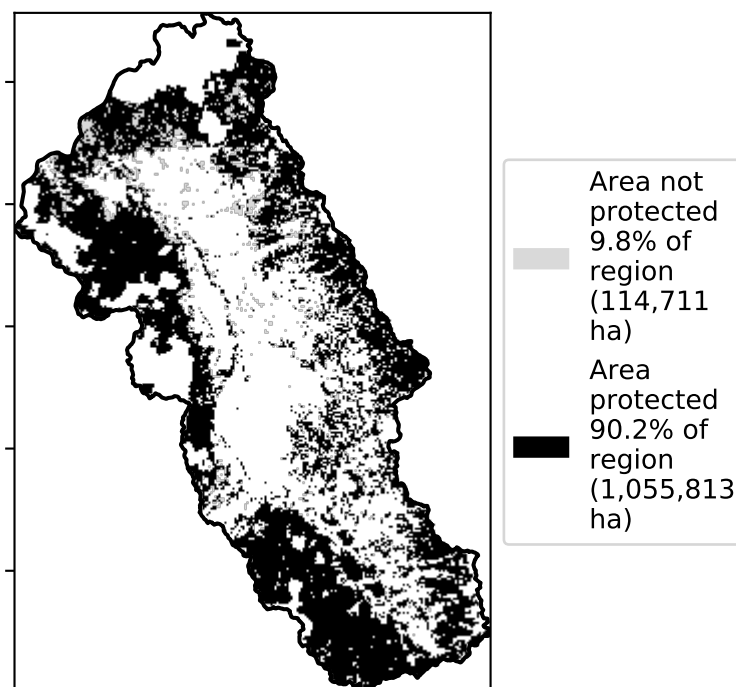 Area not
protected
9.8% of
region
(114,711
ha)
Area
protected
90.2% of
region
(1,055,813
ha)